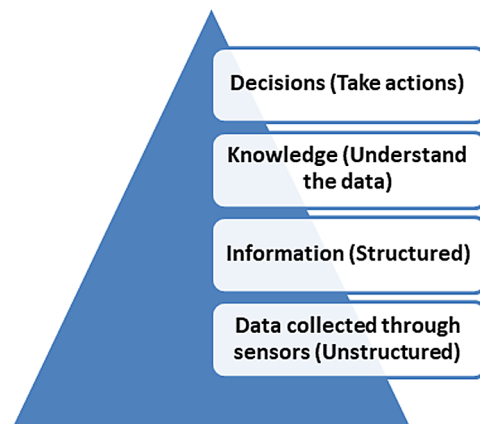 Decisions (Take actions)
Knowledge (Understand
the data)
Information (Structured)
Data collected through
sensors (Unstructured)